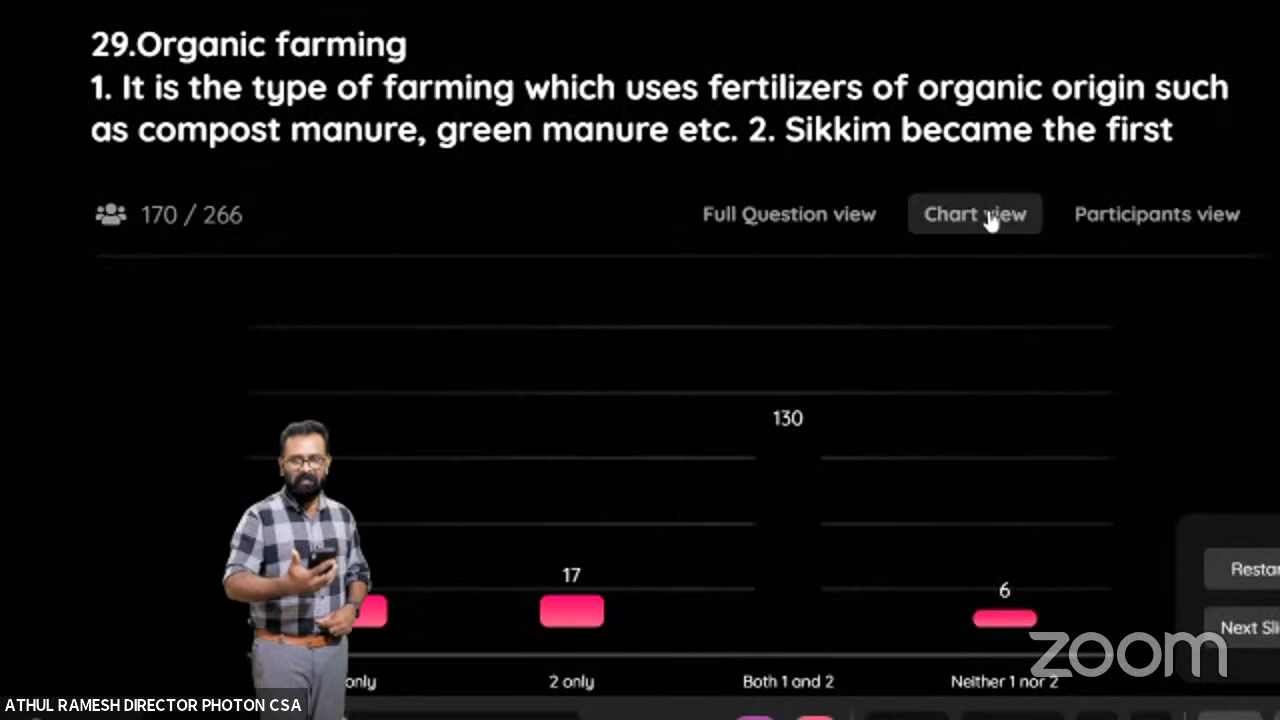 29.Organic farming
1. It is the type of farming which uses fertilizers of organic origin such
as compost manure, green manure etc. 2. Sikkim became the first
170 / 266
Full Question view
Chart view
Participants view
130
17
6
only
2 only
Both 1 and 2
Neither 1 nor 2
Next
zoom
ATHUL RAMESH DIRECTOR PHOTON CSA